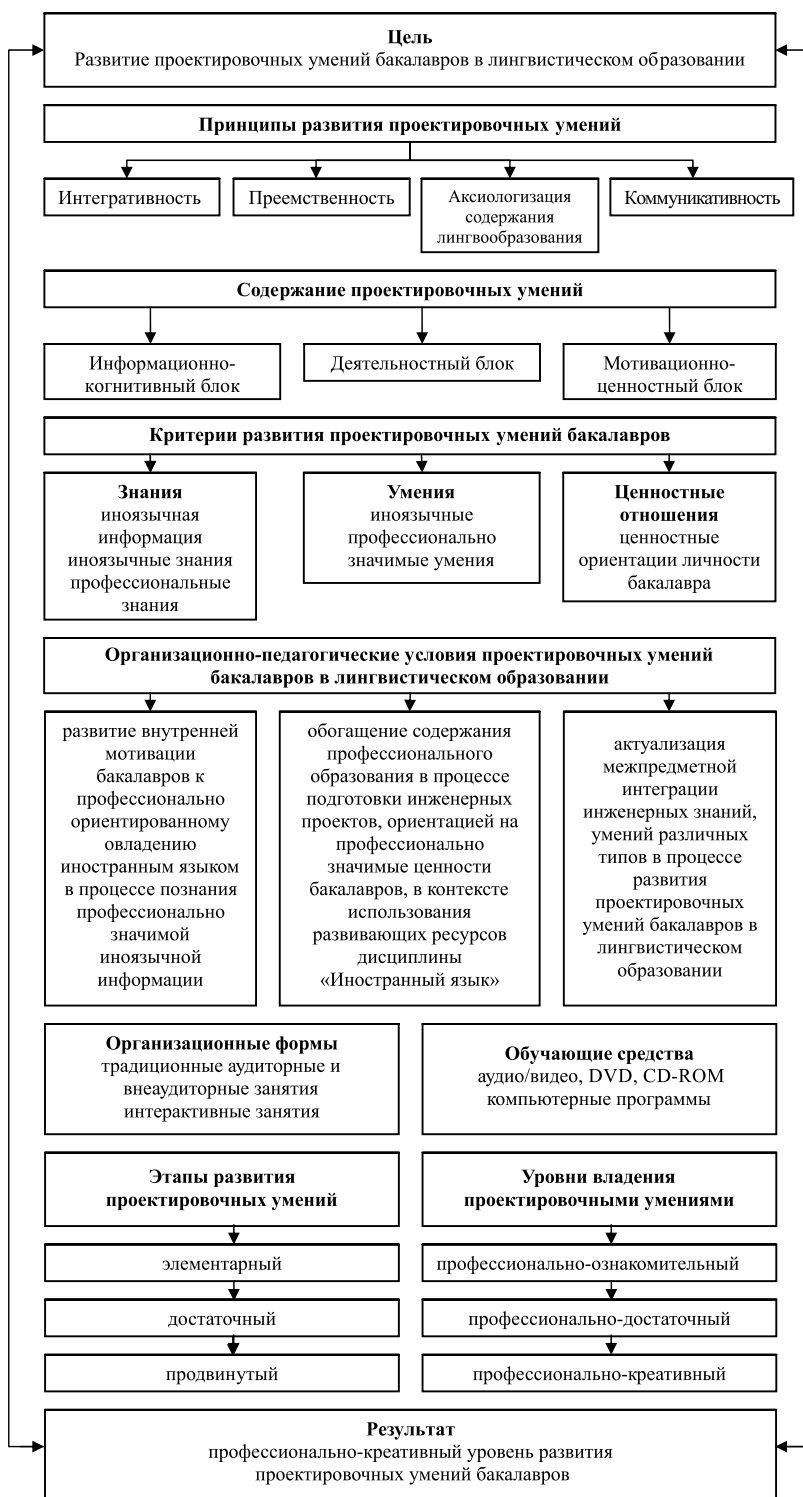 Цель
Развитие проектировочных умений бакалавров в лингвистическом образовании
Принципы развития проектировочных умений
Интегративность
Преемственность
Аксиологизация
содержания
лингвообразования
Коммуникативность
Содержание проектировочных умений
Информационно-
когнитивный блок
Деятельностный блок
Мотивационно-
ценностный блок
Критерии развития проектировочных умений бакалавров
Знания
иноязычная
информация
иноязычные знания
профессиональные
знания
Умения
иноязычные
профессионально
значимые умения
Ценностные
отношения
ценностные
ориентации личности
бакалавра
Организационно-педагогические условия проектировочных умений
бакалавров в лингвистическом образовании
развитие внутренней
мотивации
бакалавров к
профессионально
ориентированному
овладению
иностранным языком
в процессе познания
профессионально
значимой
иноязычной
информации
обогащение содержания
профессионального
образования в процессе
подготовки инженерных
проектов, ориентацией на
профессионально
значимые ценности
бакалавров, в контексте
использования
развивающих ресурсов
дисциплины
«Иностранный язык»
актуализация
межпредметной
интеграции
инженерных знаний,
умений различных
типов в процессе
развития
проектировочных
умений бакалавров в
лингвистическом
образовании
Организационные формы
традиционные аудиторные и
внеаудиторные занятия
интерактивные занятия
Обучающие средства
аудио/видео, DVD, CD-ROM
компьютерные программы
Этапы развития
проектировочных умений
Уровни владения
проектировочными умениями
элементарный
профессионально-ознакомительный
достаточный
профессионально-достаточный
продвинутый
профессионально-креативный
Результат
профессионально-креативный уровень развития
проектировочных умений бакалавров